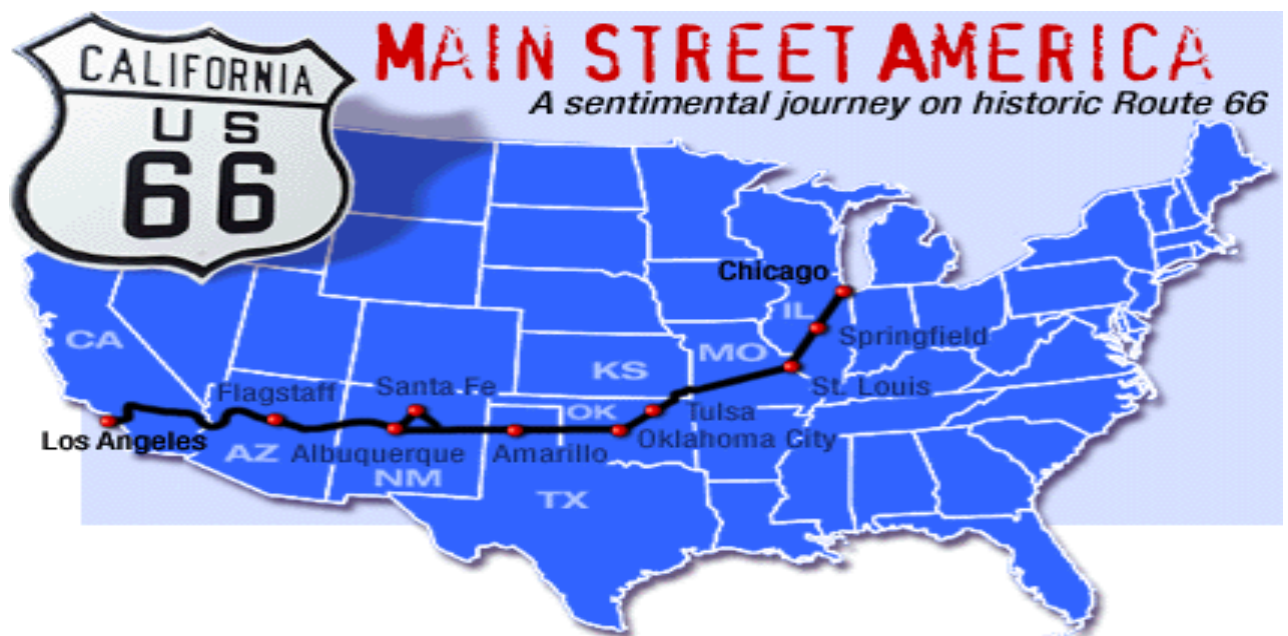 CALIFORNIA
US
66
MAIN STREET AMERICA
A sentimental journey on historic Route 66
Chicago
IL
Springfield
CA
MO
KS
St. Louis
Flagstaff
Santa Fe
OK
Tulsa
Los Angeles
Oklahoma City
AZ
Albuquerque
Amarillo
NM
TX